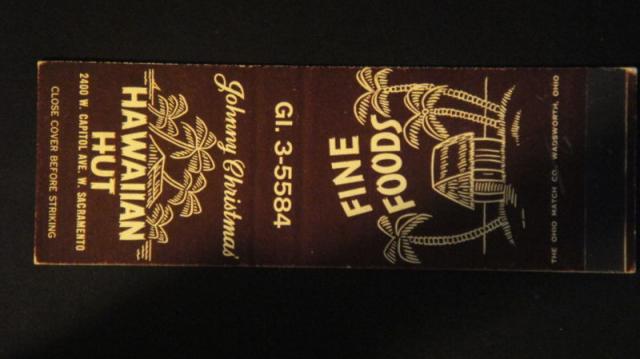 THE OHIO MATCH CO., WADSWORTH, OHIO
FINE
FOODS
GI. 3-5584
Johnny Christmas'
HAWAIIAN
HUT
2400 W. CAPITOL AVE. W. SACRAMENTO
CLOSE COVER BEFORE STRIKING